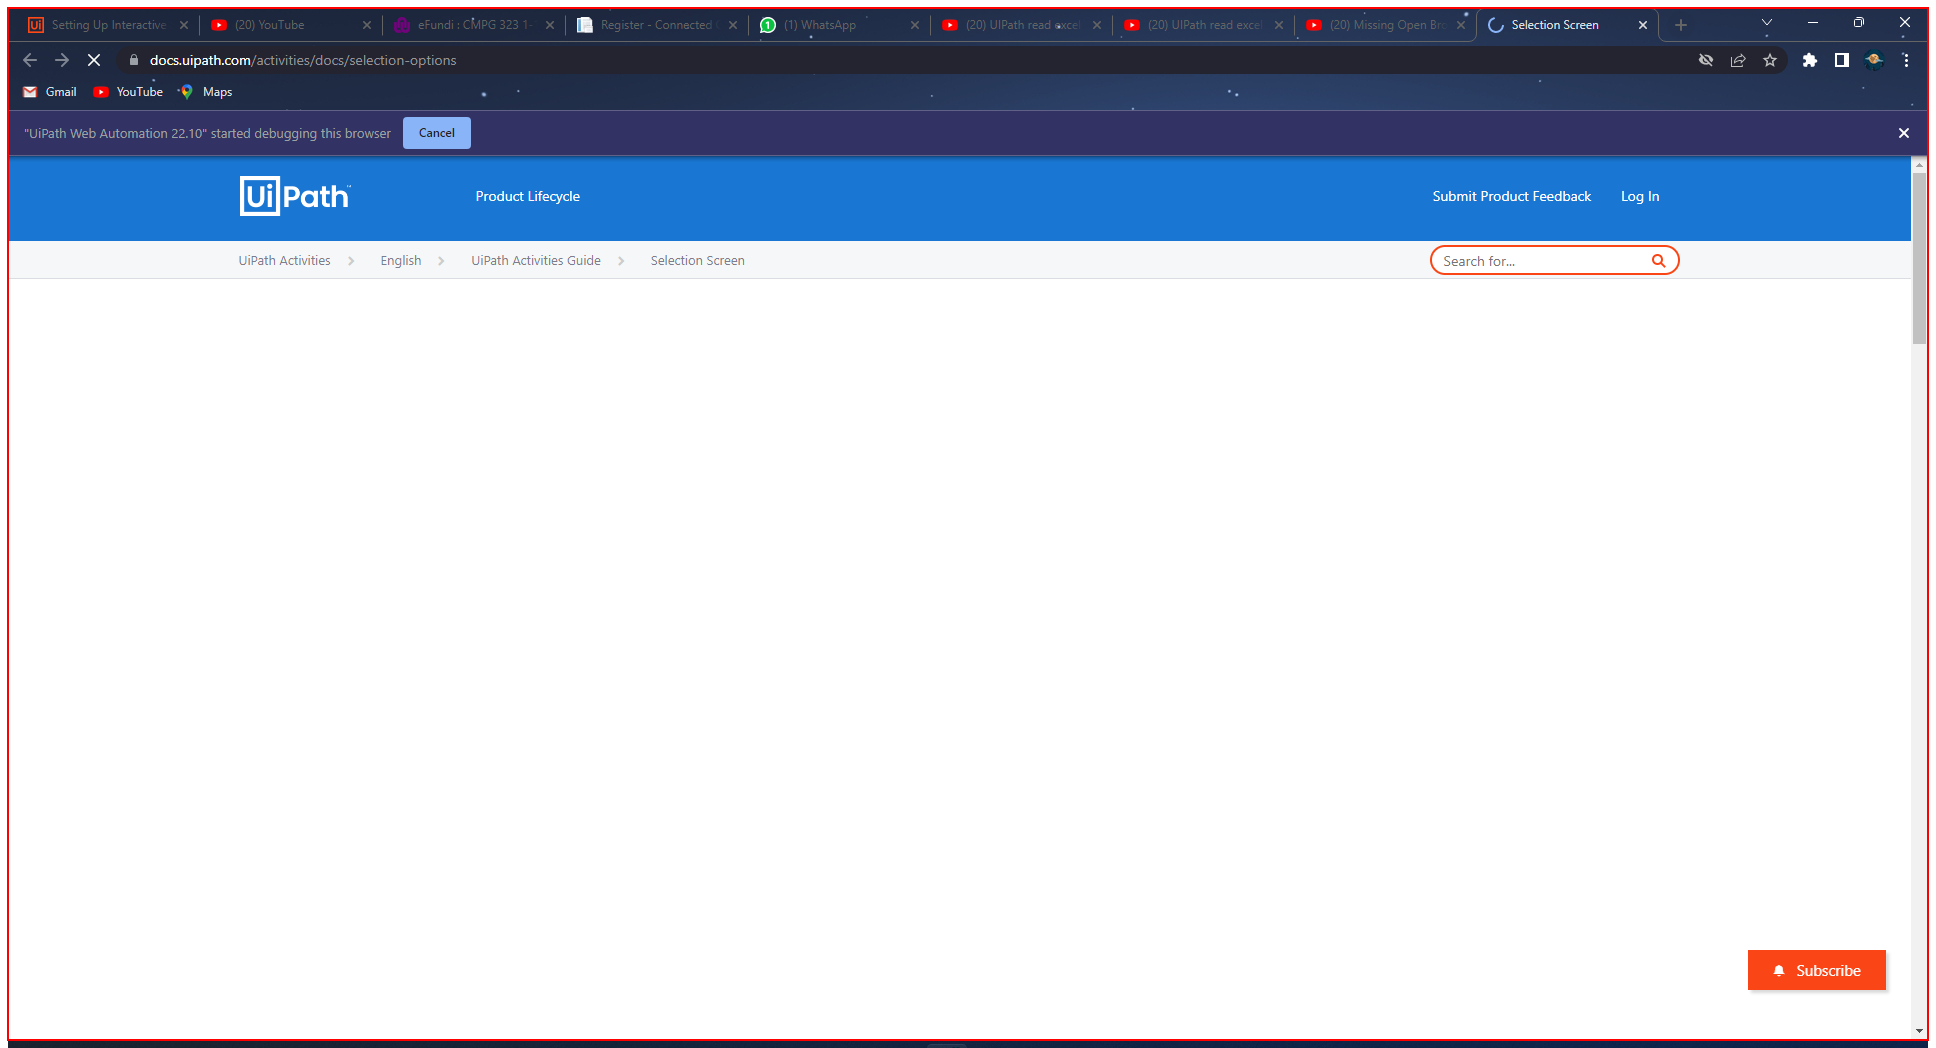 Ui Setting Up Interactive
(20) YouTube
eFundi : CMPG 323 1-
Register - Connected
1 (1) WhatsApp
(20) UIPath read excel
(20) UIPath read excel
(20) Missing Open Bro
Selection Screen
docs.uipath.com/activities/docs/selection-options
Gmail
YouTube
Maps
"UiPath Web Automation 22.10" started debugging this browser
Cancel
UiPath™
Product Lifecycle
Submit Product Feedback
Log In
UiPath Activities
English
UiPath Activities Guide
Selection Screen
Search for...
Subscribe